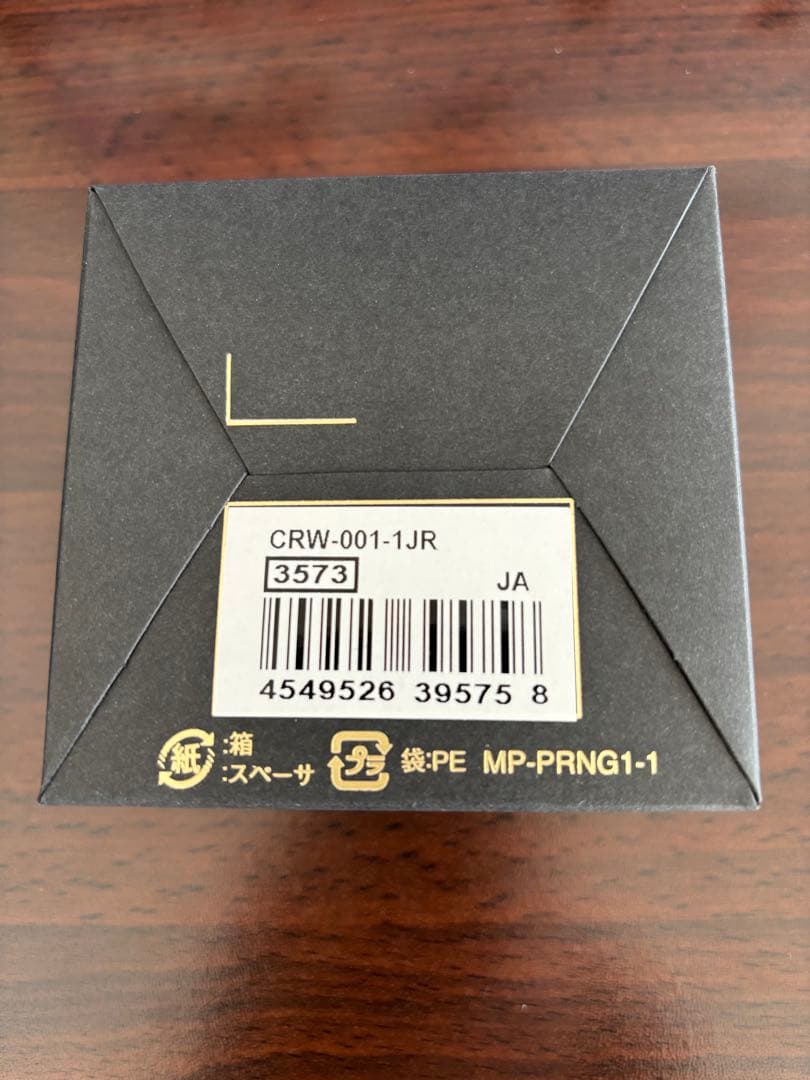 CRW-001-1JR
3573
JA
4549526 39575 8
紙 :箱
:スペーサ
プラ 袋:PE MP-PRNG1-1